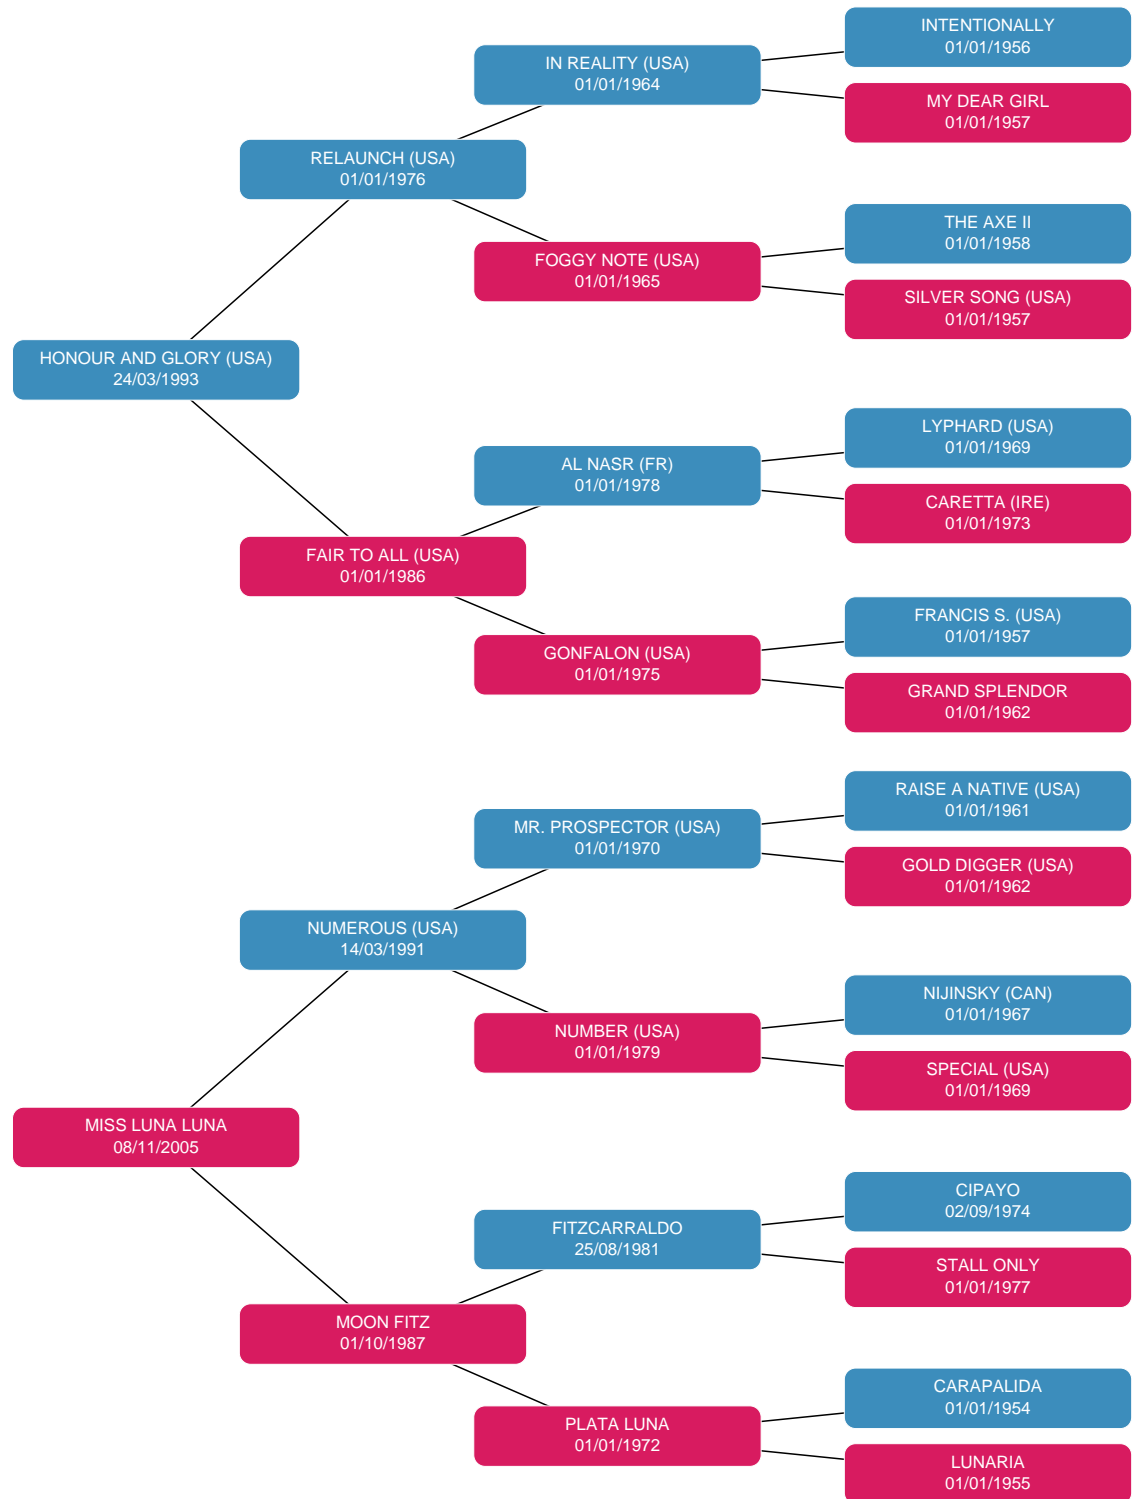 INTENTIONALLY
01/01/1956
IN REALITY (USA)
01/01/1964
MY DEAR GIRL
01/01/1957
RELAUNCH (USA)
01/01/1976
THE AXE II
01/01/1958
FOGGY NOTE (USA)
01/01/1965
SILVER SONG (USA)
01/01/1957
HONOUR AND GLORY (USA)
24/03/1993
LYPHARD (USA)
01/01/1969
AL NASR (FR)
01/01/1978
CARETTA (IRE)
01/01/1973
FAIR TO ALL (USA)
01/01/1986
FRANCIS S. (USA)
01/01/1957
GONFALON (USA)
01/01/1975
GRAND SPLENDOR
01/01/1962
RAISE A NATIVE (USA)
01/01/1961
MR. PROSPECTOR (USA)
01/01/1970
GOLD DIGGER (USA)
01/01/1962
NUMEROUS (USA)
14/03/1991
NIJINSKY (CAN)
01/01/1967
NUMBER (USA)
01/01/1979
SPECIAL (USA)
01/01/1969
MISS LUNA LUNA
08/11/2005
CIPAYO
02/09/1974
FITZCARRALDO
25/08/1981
STALL ONLY
01/01/1977
MOON FITZ
01/10/1987
CARAPALIDA
01/01/1954
PLATA LUNA
01/01/1972
LUNARIA
01/01/1955